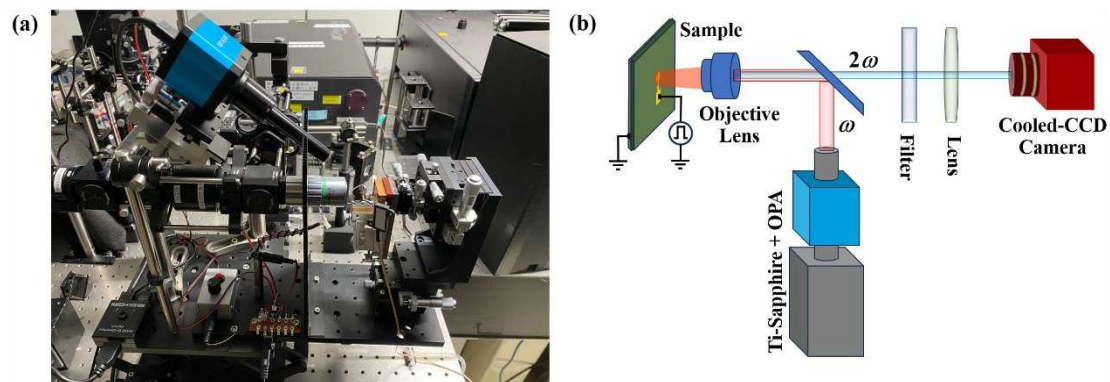 (a)
(b)
Sample
2ω
Objective
Lens
ω
Filter
Lens
Cooled-CCD
Camera
Ti-Sapphire + OPA